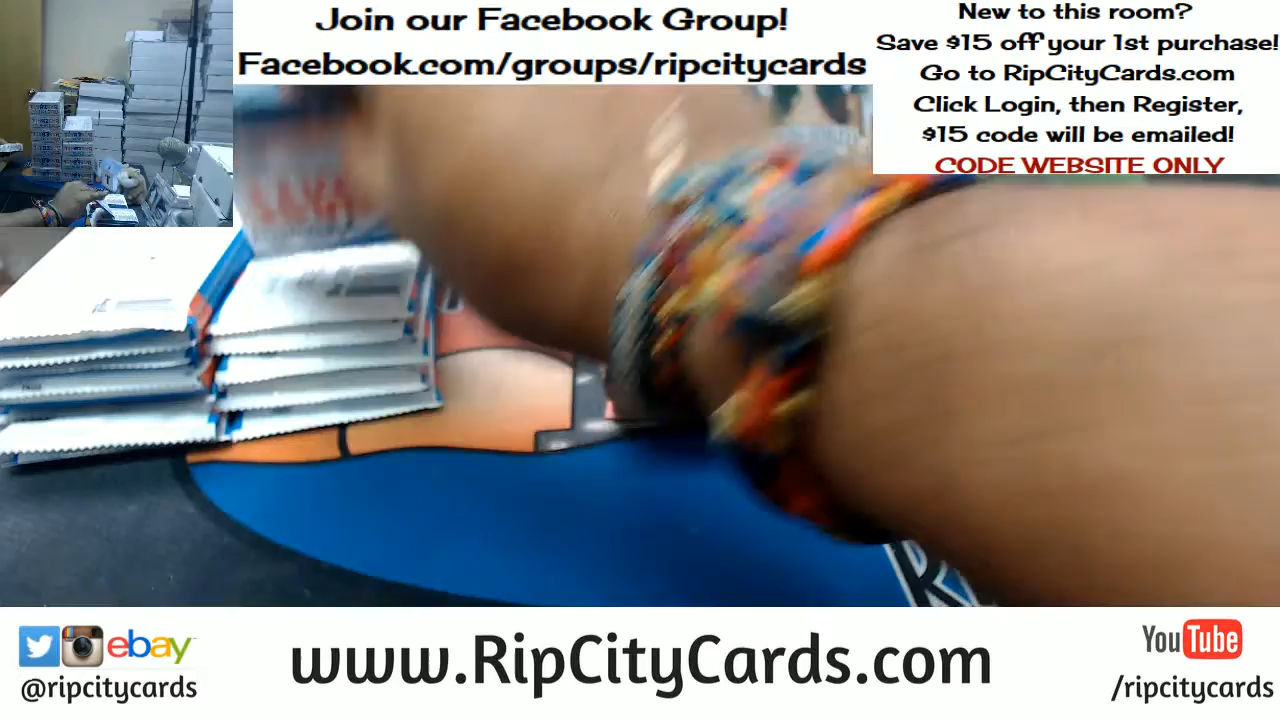 Join our Facebook Group!
Facebook.com/groups/ripcitycards
New to this room?
Save $15 off your 1st purchase!
Go to RipCityCards.com
Click Login, then Register,
$15 code will be emailed!
CODE WEBSITE ONLY
ebay
@ripcitycards
www.RipCityCards.com
YouTube
/ripcitycards